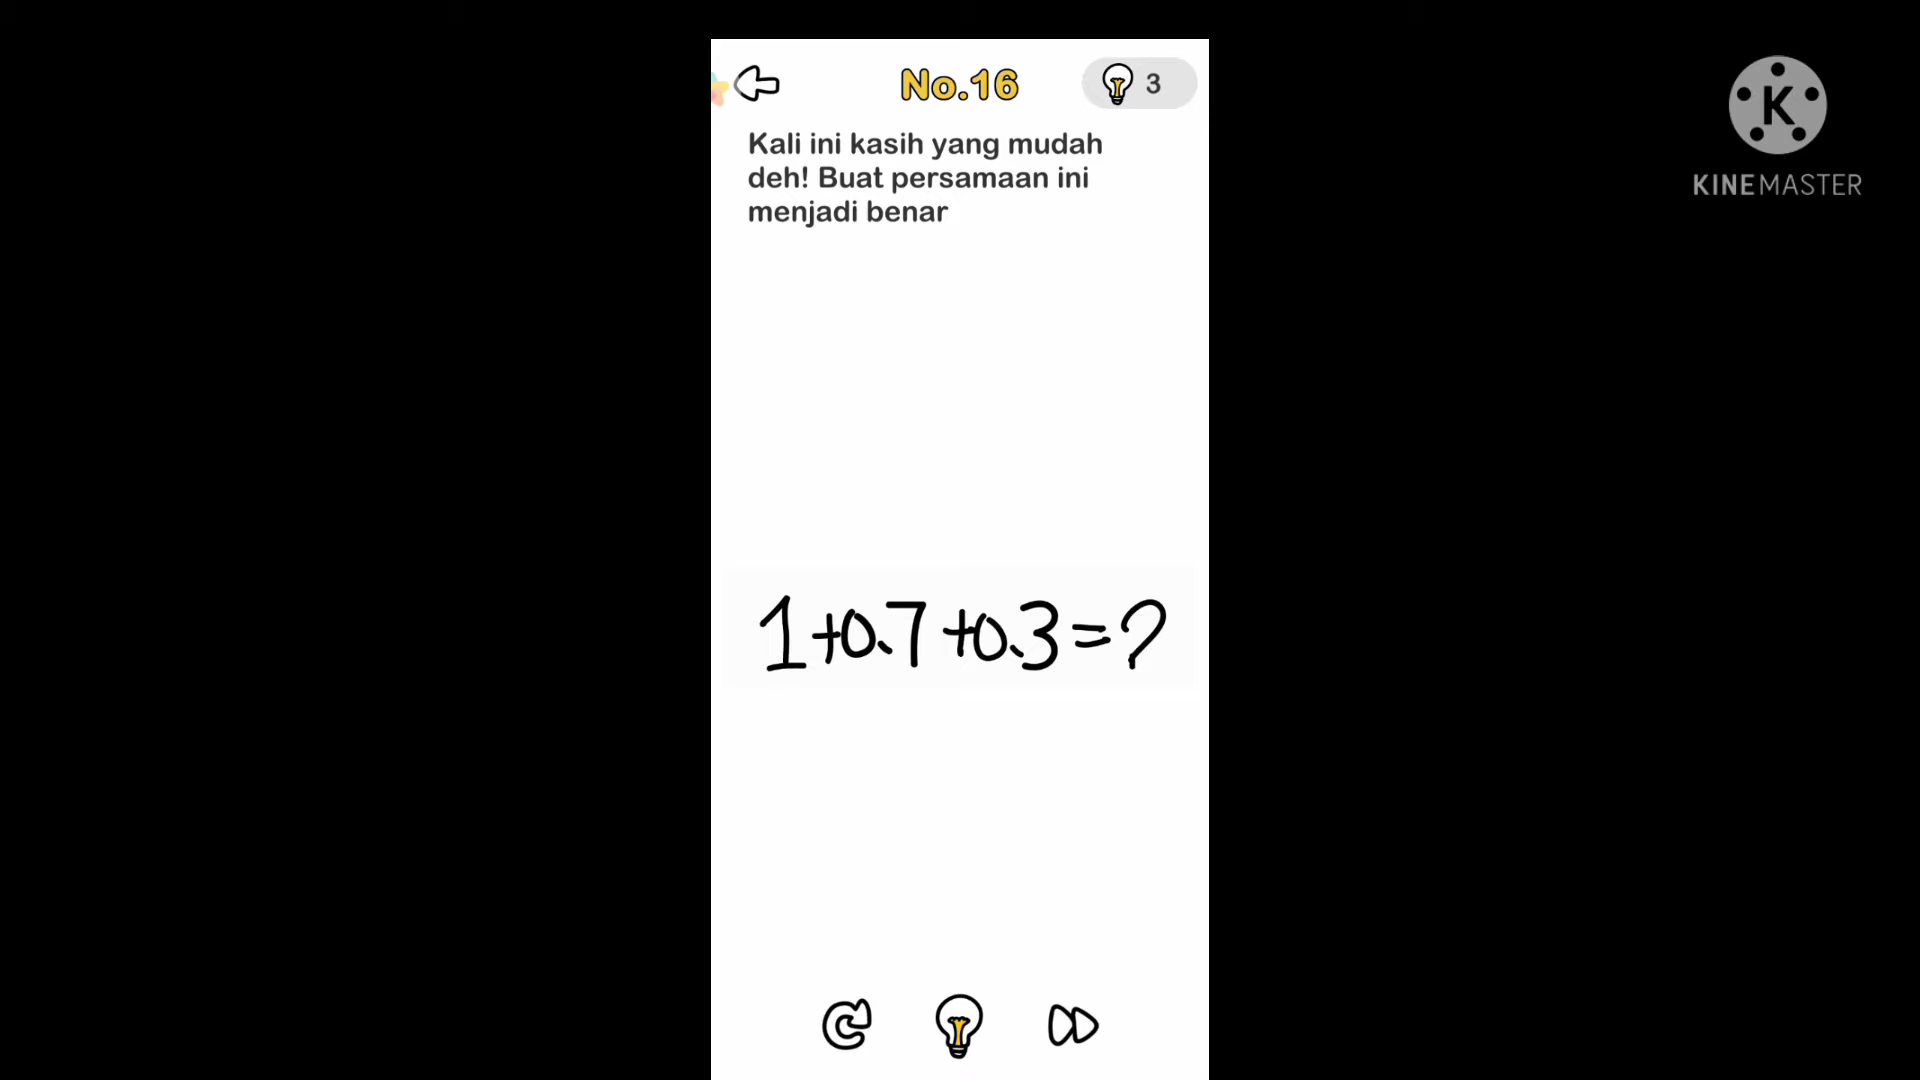 No.16
3
Kali ini kasih yang mudah
deh! Buat persamaan ini
menjadi benar
1+0.7+0.3=?
K
KINEMASTER